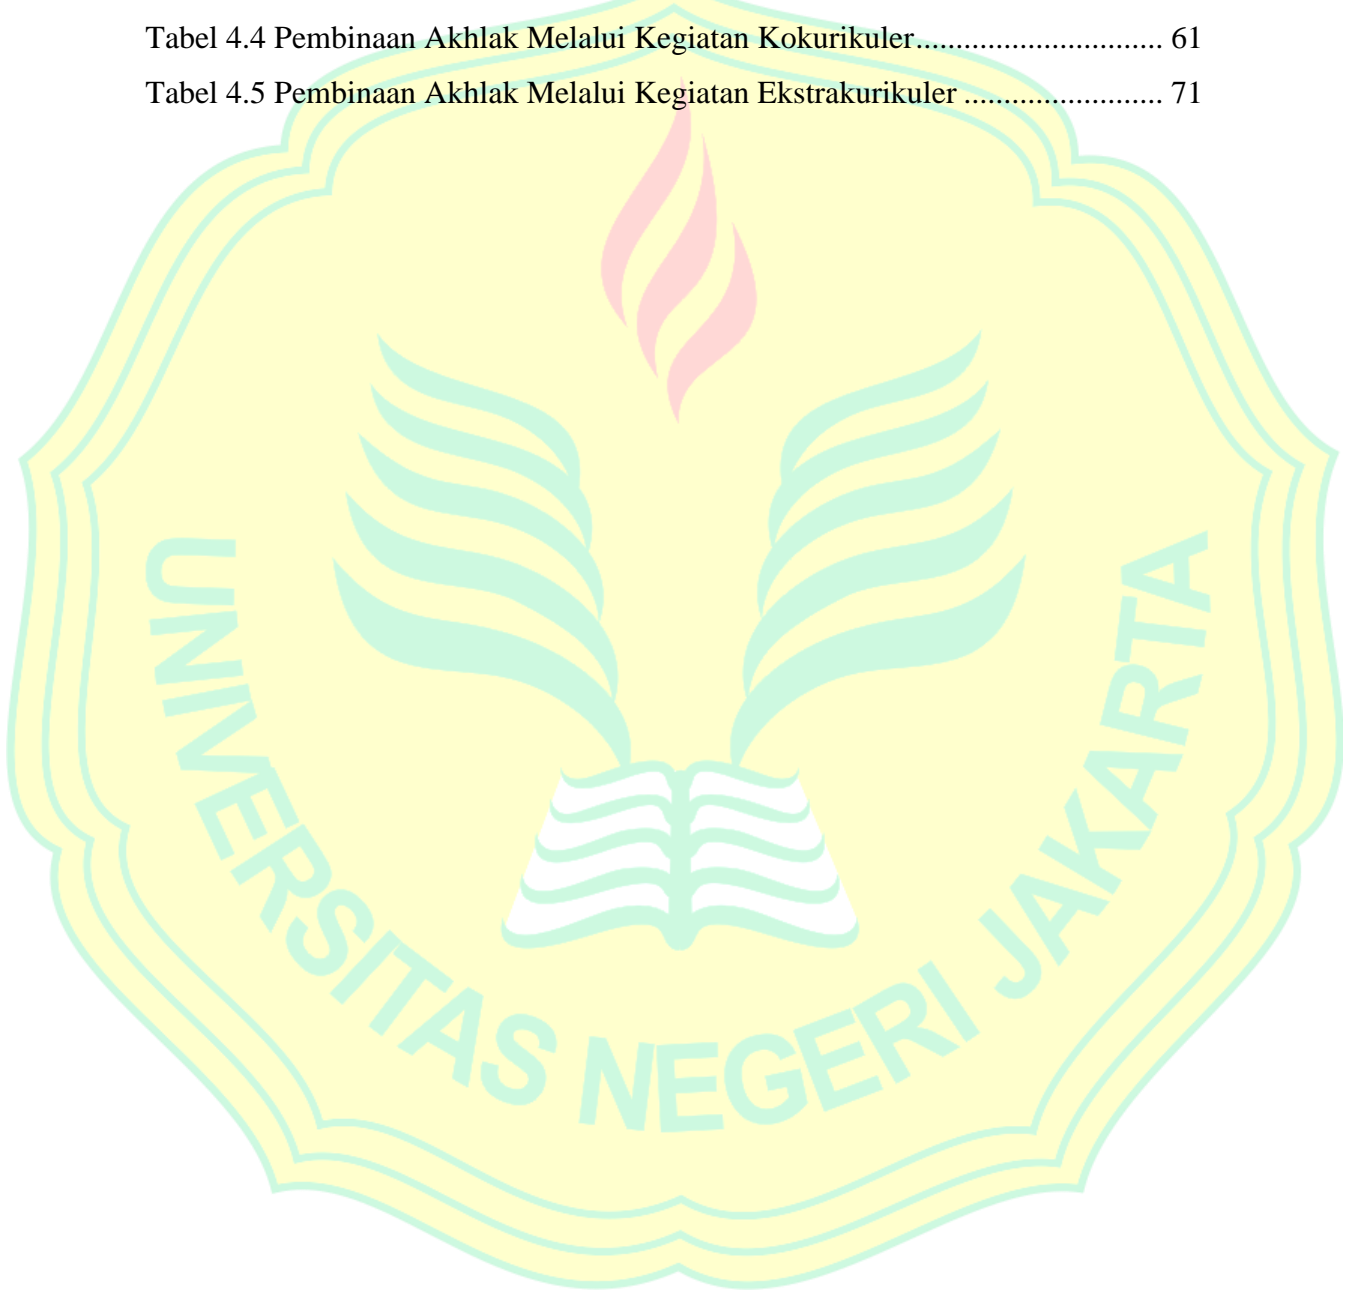 Tabel 4.4 Pembinaan Akhlak Melalui Kegiatan Kokurikuler............................... 61
Tabel 4.5 Pembinaan Akhlak Melalui Kegiatan Ekstrakurikuler ......................... 71
UNIVERSITAS NEGERI JAKARTA